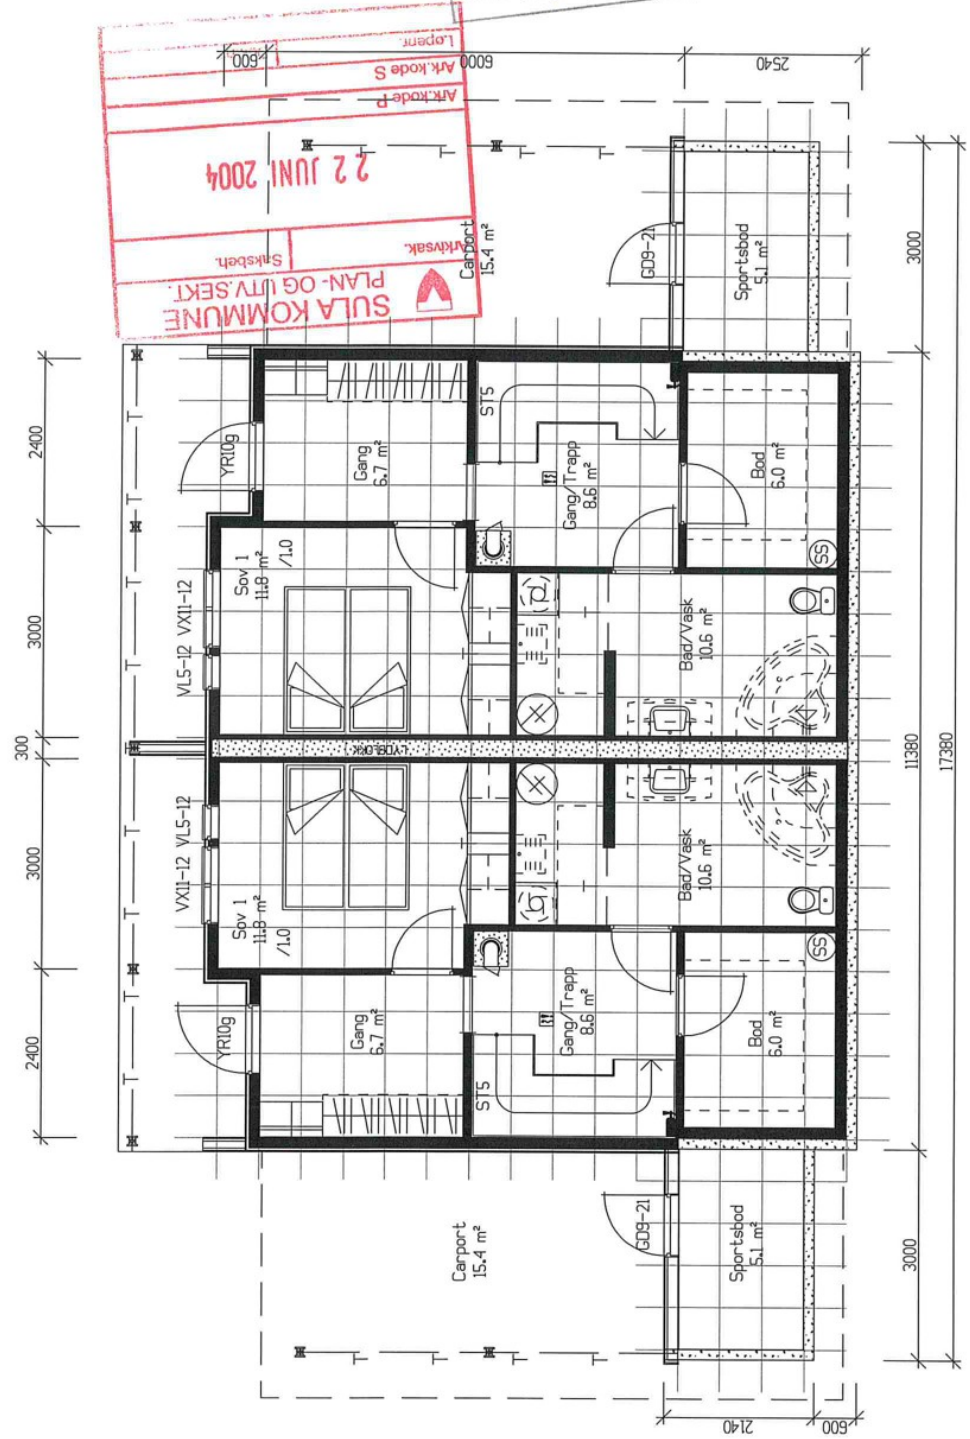 Løpenr.
Ark.kode S
Ark.kode P
22 JUNI 2004
Saksbeh.
Arkivsak.
SULA KOMMUNE
PLAN- OG UTV.SEKT.
600
6000
2540
3000
11380
17380
3000
2140
600
2400
3000
300
3000
2400
Carport
15.4 m²
GD9-21
Sportsbod
5.1 m²
YR10g
Gang
6.7 m²
ST5
Gang/Trapp
8.6 m²
Bod
6.0 m²
SS
VL5-12 VX11-12
Sov 1
11.8 m²
/1.0
Bad/Vask
10.6 m²
LYDBLOKK
VX11-12 VL5-12
Sov 1
11.8 m²
/1.0
Bad/Vask
10.6 m²
YR10g
Gang
6.7 m²
ST5
Gang/Trapp
8.6 m²
Bod
6.0 m²
SS
Carport
15.4 m²
GD9-21
Sportsbod
5.1 m²